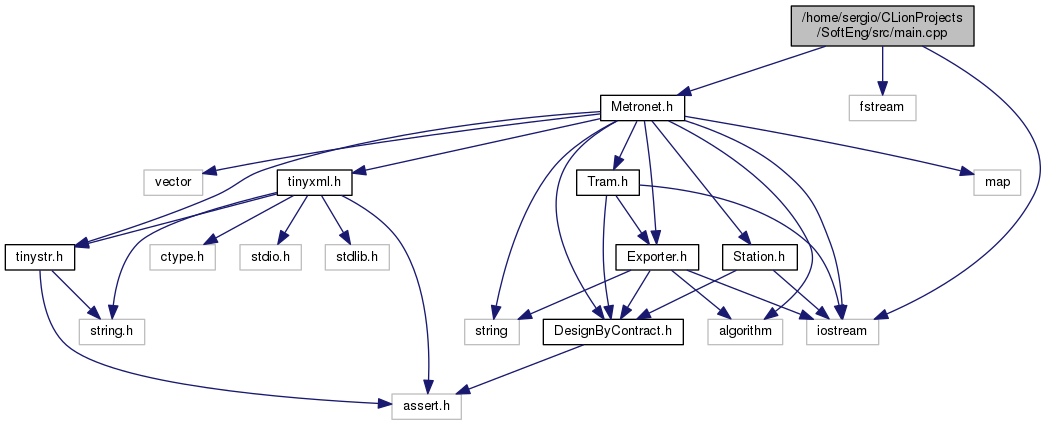 /home/sergio/CLionProjects
/SoftEng/src/main.cpp
Metronet.h
fstream
vector
tinyxml.h
Tram.h
map
tinystr.h
ctype.h
stdio.h
stdlib.h
Exporter.h
Station.h
string.h
string
DesignByContract.h
algorithm
iostream
assert.h